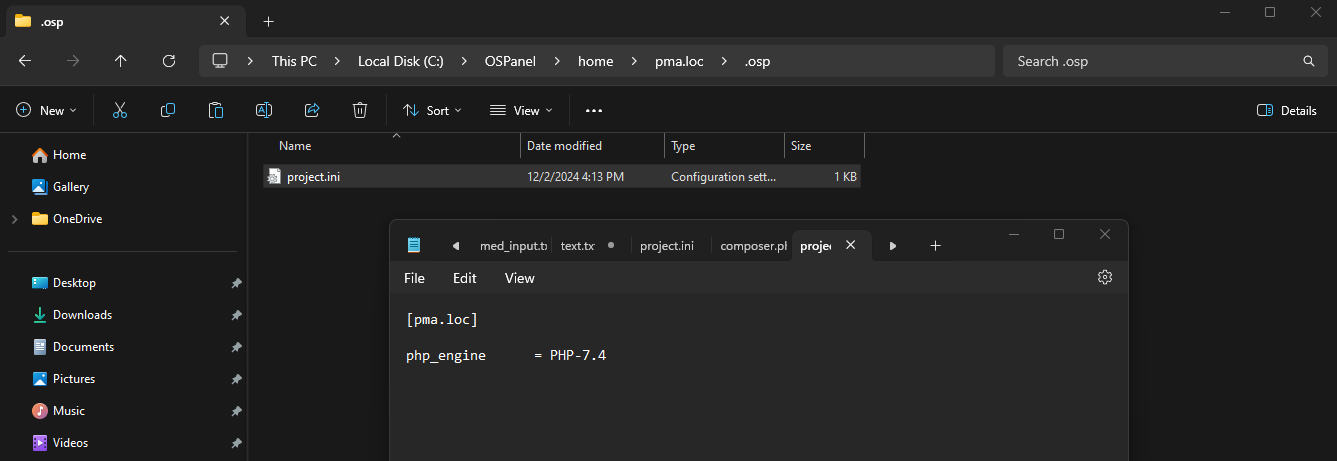 .osp
This PC > Local Disk (C:) > OSPanel > home > pma.loc > .osp
Search .osp
New
Sort
View
Details
Home
Gallery
OneDrive
Desktop
Downloads
Documents
Pictures
Music
Videos
Name Date modified Type Size
project.ini 12/2/2024 4:13 PM Configuration sett... 1 KB
med_input.tx text.tx project.ini composer.ph projec
File Edit View
[pma.loc]
php_engine = PHP-7.4